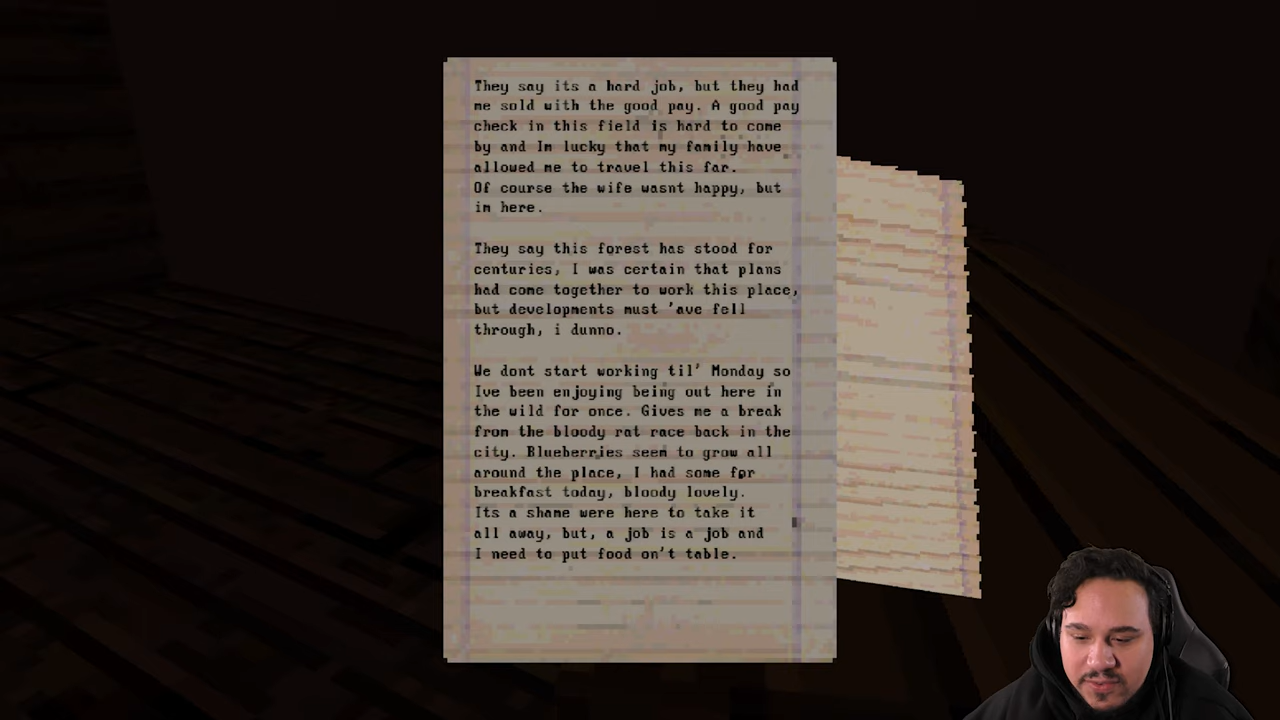 They say its a hard job, but they had
me sold with the good pay. A good pay
check in this field is hard to come
by and Im lucky that my family have
allowed me to travel this far.
Of course the wife wasnt happy, but
im here.
They say this forest has stood for
centuries, I was certain that plans
had come together to work this place,
but developments must 'ave fell
through, i dunno.
We dont start working til' Monday so
Ive been enjoying being out here in
the wild for once. Gives me a break
from the bloody rat race back in the
city. Blueberries seem to grow all
around the place, I had some for
breakfast today, bloody lovely.
Its a shame were here to take it
all away, but, a job is a job and
I need to put food on't table.